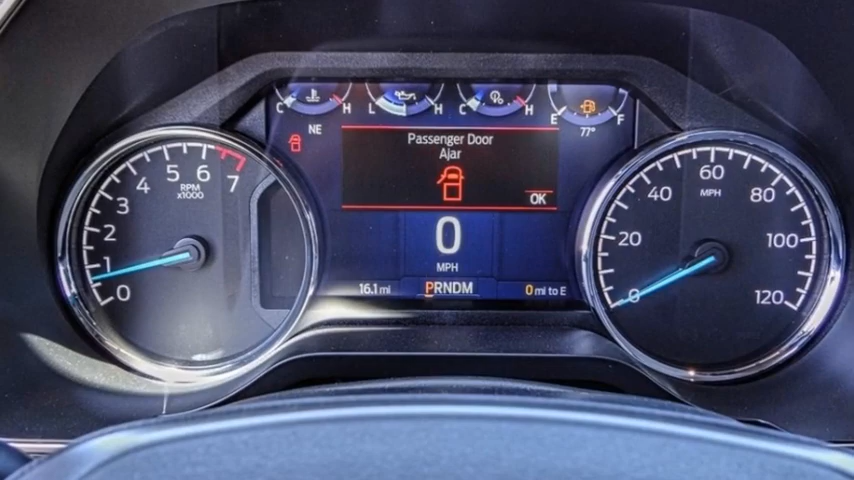 C H L H C H E F
NE
77°
Passenger Door
Ajar
OK
0
MPH
16.1 mi
PRNDM
0 mi to E
0 1 2 3 4 5 6 7
RPM
x1000
0 20 40 60 80 100 120
MPH